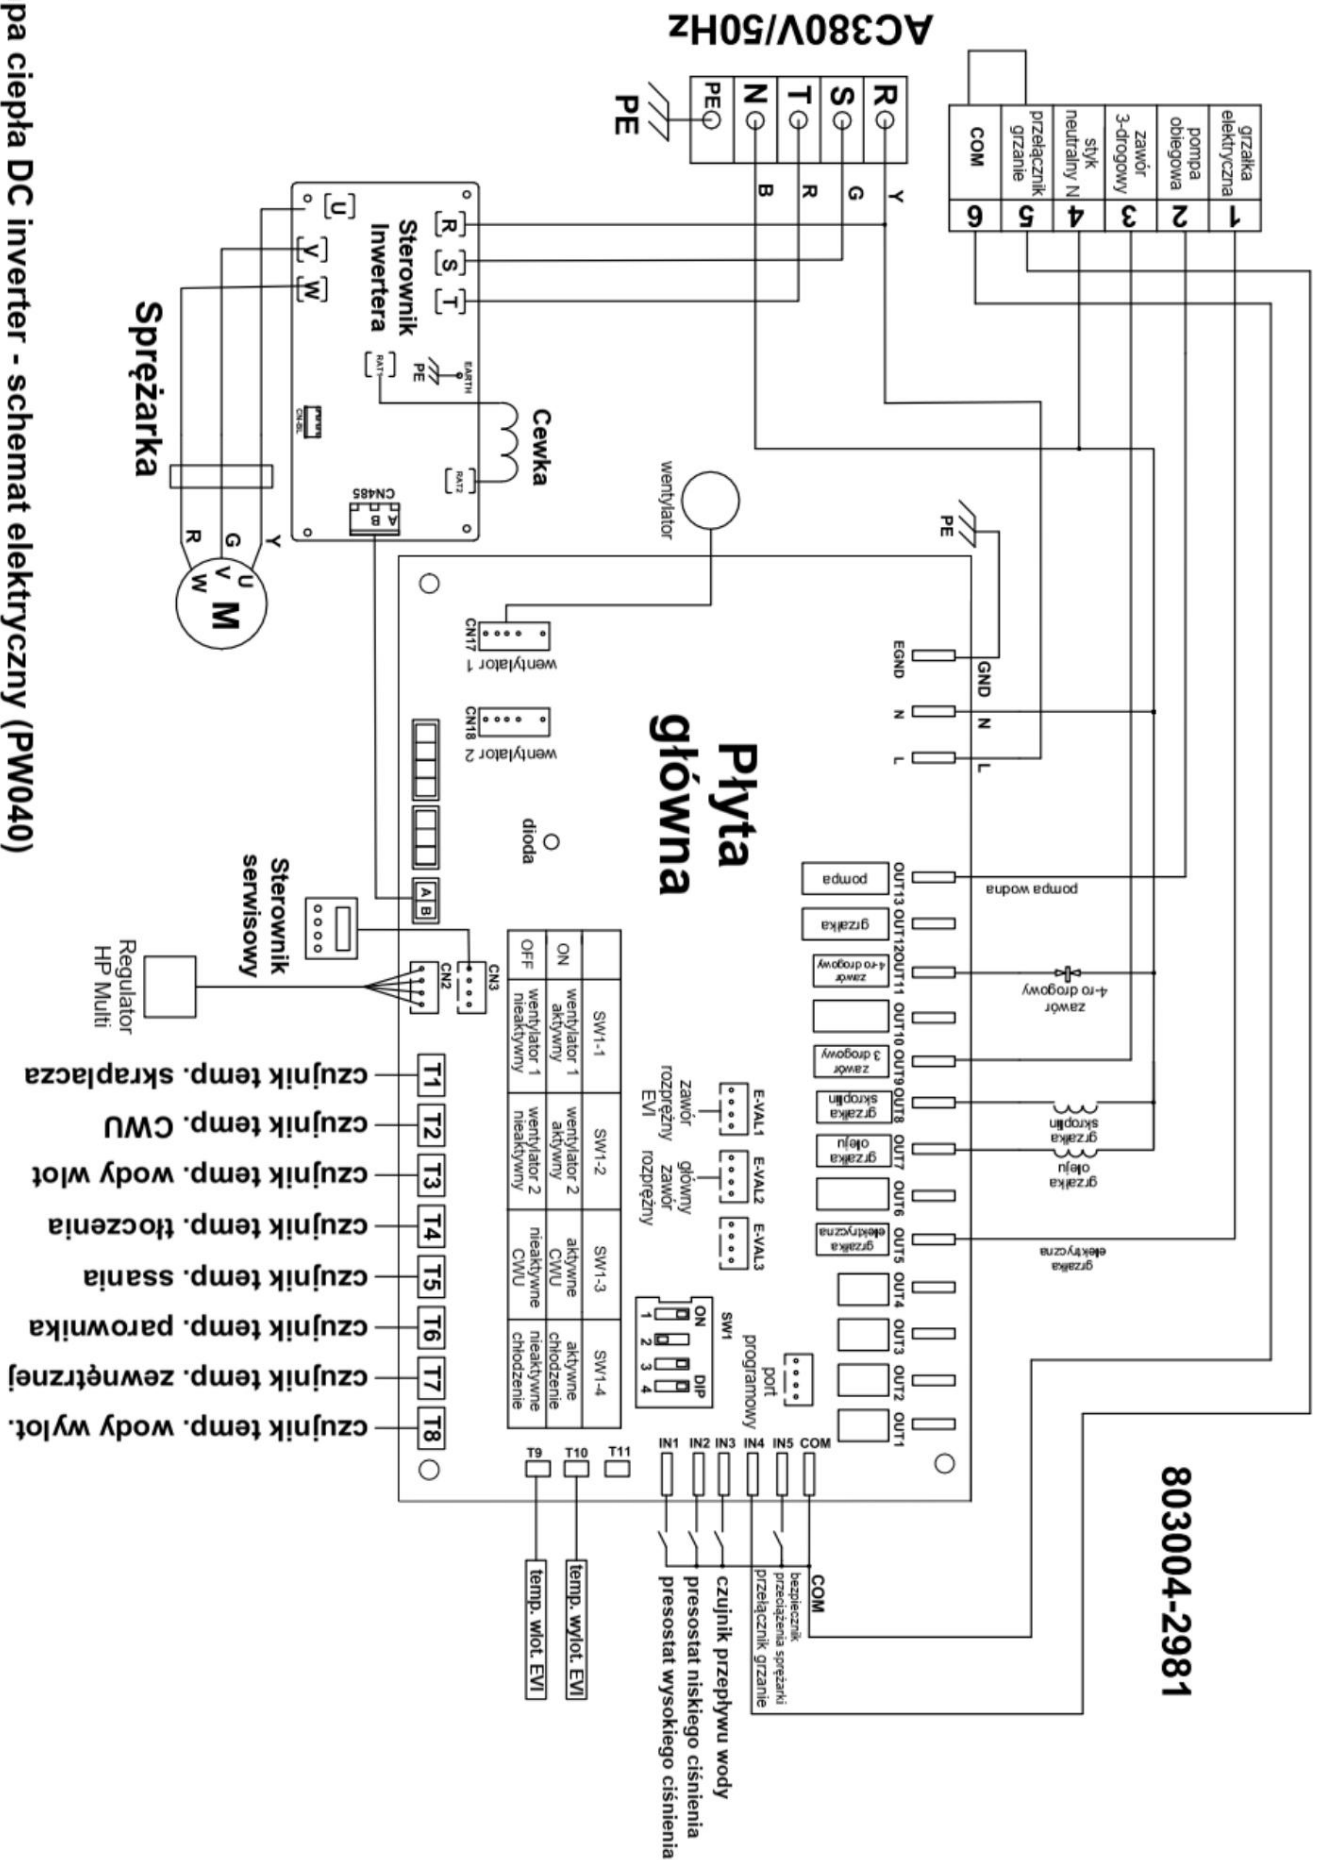 AC380V/50Hz
PE
PE
N
T
S
R
B
R
G
Y
COM
przełącznik
grzanie
styk
neutralny N
zawór
3-drogowy
pompa
obiegowa
grzałka
elektryczna
6
5
4
3
2
1
Sterownik
Inwertera
U
V
W
R
S
T
RAT1
PE
EARTH
CN-BL
RAT2
CN485
A
B
Cewka
Sprężarka
R
G
Y
U
V
W
M
wentylator
PE
EGND
GND
N
N
L
L
CN17
wentylator 1
CN18
wentylator 2
Płyta
główna
dioda
A
B
Sterownik
serwisowy
CN2
CN3
Regulator
HP Multi
OUT13
pompa
pompa wodna
OUT12
grzałka
OUT11
zawór
4-ro drogowy
zawór
4-ro drogowy
OUT10
OUT9
zawór
3 drogowy
OUT8
grzałka
skroplin
grzałka
skroplin
OUT7
grzałka
oleju
grzałka
oleju
OUT6
OUT5
grzałka
elektryczna
grzałka
elektryczna
OUT4
OUT3
OUT2
OUT1
SW1-1
SW1-2
SW1-3
SW1-4
ON
wentylator 1
aktywny
wentylator 2
aktywny
aktywne
CWU
aktywne
chłodzenie
OFF
wentylator 1
nieaktywny
wentylator 2
nieaktywny
nieaktywne
CWU
nieaktywne
chłodzenie
E-VAL1
zawór
rozprężny
EVI
E-VAL2
główny
zawór
rozprężny
E-VAL3
SW1
ON
DIP
1
2
3
4
port
programowy
T1
czujnik temp. skraplacza
T2
czujnik temp. CWU
T3
czujnik temp. wody wlot
T4
czujnik temp. tłoczenia
T5
czujnik temp. ssania
T6
czujnik temp. parownika
T7
czujnik temp. zewnętrznej
T8
czujnik temp. wody wylot.
T9
T10
T11
temp. wlot. EVI
temp. wylot. EVI
IN1
IN2
IN3
IN4
IN5
COM
COM
bezpiecznik
przeciążenia sprężarki
przełącznik grzanie
czujnik przepływu wody
presostat niskiego ciśnienia
presostat wysokiego ciśnienia
803004-2981
pa ciepła DC inverter - schemat elektryczny (PW040)